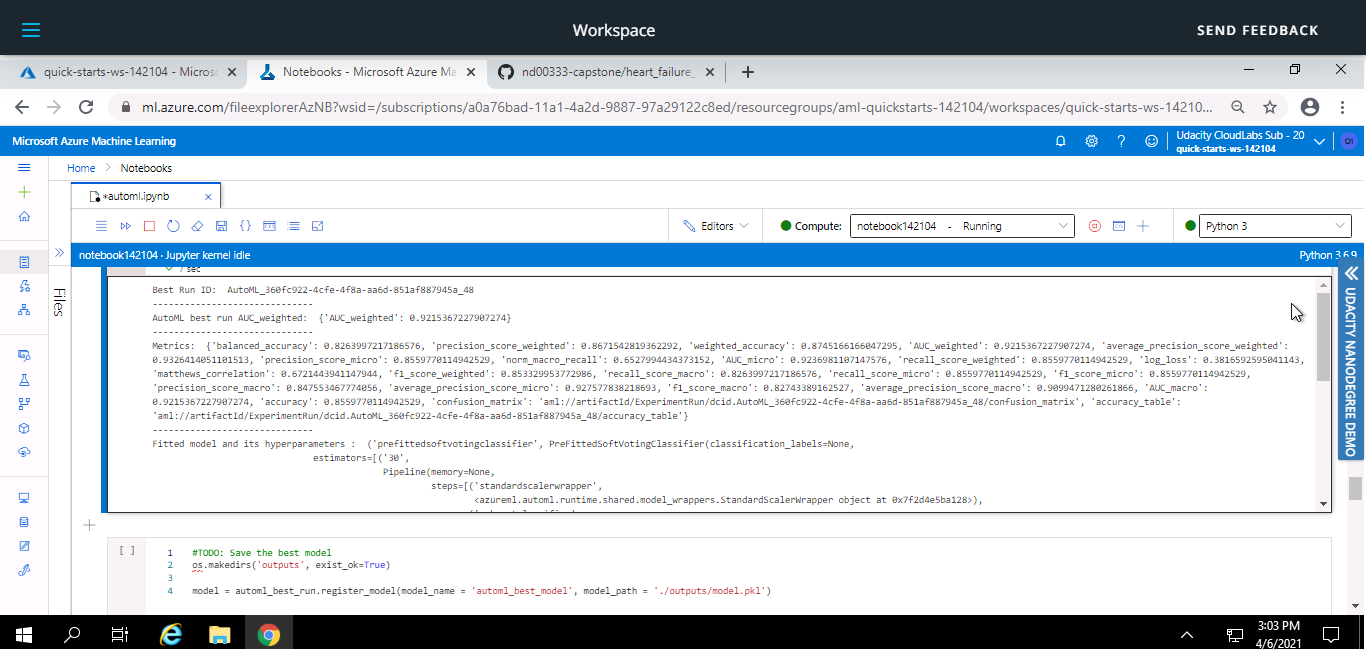 Workspace
SEND FEEDBACK
quick-starts-ws-142104 - Micros
Notebooks - Microsoft Azure Ma
nd00333-capstone/heart_failure_
ml.azure.com/fileexplorerAzNB?wsid=/subscriptions/a0a76bad-11a1-4a2d-9887-97a29122c8ed/resourcegroups/aml-quickstarts-142104/workspaces/quick-starts-ws-14210...
Microsoft Azure Machine Learning
Udacity CloudLabs Sub - 20
quick-starts-ws-142104
O1
Home > Notebooks
*automl.ipynb
Editors
Compute:
notebook142104 - Running
Python 3
notebook142104 · Jupyter kernel idle
Python 3.6.9
Files
7 sec
Best Run ID: AutoML_360fc922-4cfe-4f8a-aa6d-851af887945a_48
------------------------------
AutoML best run AUC_weighted: {'AUC_weighted': 0.9215367227907274}
------------------------------
Metrics: {'balanced_accuracy': 0.8263997217186576, 'precision_score_weighted': 0.8671542819362292, 'weighted_accuracy': 0.8745166166047295, 'AUC_weighted': 0.9215367227907274, 'average_precision_score_weighted':
0.9326414051101513, 'precision_score_micro': 0.8559770114942529, 'norm_macro_recall': 0.6527994434373152, 'AUC_micro': 0.9236981107147576, 'recall_score_weighted': 0.8559770114942529, 'log_loss': 0.3816592595041143,
'matthews_correlation': 0.6721443941147944, 'f1_score_weighted': 0.853329953772986, 'recall_score_macro': 0.8263997217186576, 'recall_score_micro': 0.8559770114942529, 'f1_score_micro': 0.8559770114942529,
'precision_score_macro': 0.847553467774056, 'average_precision_score_micro': 0.927577838218693, 'f1_score_macro': 0.82743389162527, 'average_precision_score_macro': 0.9099471280261866, 'AUC_macro':
0.9215367227907274, 'accuracy': 0.8559770114942529, 'confusion_matrix': 'aml://artifactId/ExperimentRun/dcid.AutoML_360fc922-4cfe-4f8a-aa6d-851af887945a_48/confusion_matrix', 'accuracy_table':
'aml://artifactId/ExperimentRun/dcid.AutoML_360fc922-4cfe-4f8a-aa6d-851af887945a_48/accuracy_table'}
------------------------------
Fitted model and its hyperparameters : ('prefittedsoftvotingclassifier', PreFittedSoftVotingClassifier(classification_labels=None,
estimators=[('30',
Pipeline(memory=None,
steps=[('standardscalerwrapper',
<azureml.automl.runtime.shared.model_wrappers.StandardScalerWrapper object at 0x7f2d4e5ba128>),
UDACITY NANODEGREE DEMO
[ ]
1 #TODO: Save the best model
2 os.makedirs('outputs', exist_ok=True)
3
4 model = automl_best_run.register_model(model_name = 'automl_best_model', model_path = './outputs/model.pkl')
3:03 PM
4/6/2021